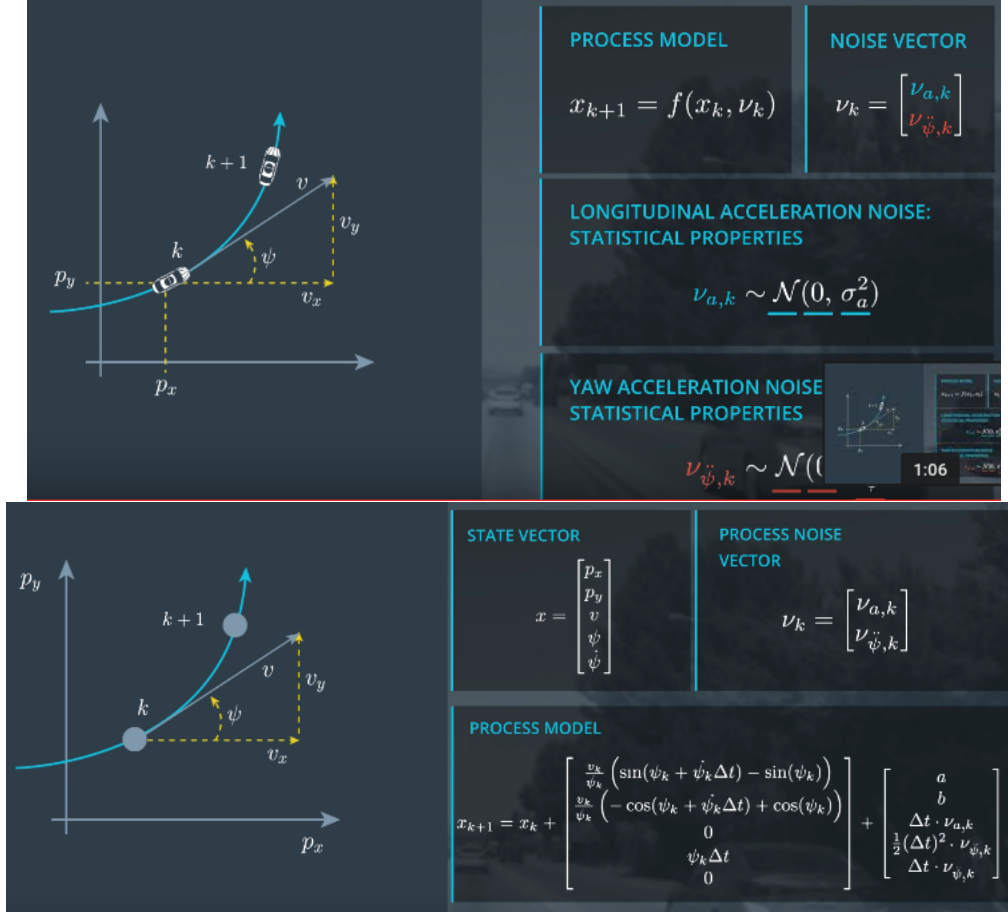 k + 1
v
v_y
k
ψ
p_y
v_x
p_x
PROCESS MODEL
x_{k+1} = f(x_k, ν_k)
NOISE VECTOR
ν_k = [ν_{a,k}
ν_{ψ̈,k}]
LONGITUDINAL ACCELERATION NOISE:
STATISTICAL PROPERTIES
ν_{a,k} ∼ N(0, σ_a^2)
YAW ACCELERATION NOISE
STATISTICAL PROPERTIES
ν_{ψ̈,k} ∼ N(0
1:06
p_y
k + 1
k
v
v_y
ψ
v_x
p_x
STATE VECTOR
x = [p_x
p_y
v
ψ
ψ̇]
PROCESS NOISE
VECTOR
ν_k = [ν_{a,k}
ν_{ψ̈,k}]
PROCESS MODEL
x_{k+1} = x_k + [v_k/ψ̇_k (sin(ψ_k + ψ̇_kΔt) − sin(ψ_k))
v_k/ψ̇_k (− cos(ψ_k + ψ̇_kΔt) + cos(ψ_k))
0
ψ̇_kΔt
0] + [a
b
Δt · ν_{a,k}
1/2(Δt)^2 · ν_{ψ̈,k}
Δt · ν_{ψ̈,k}]